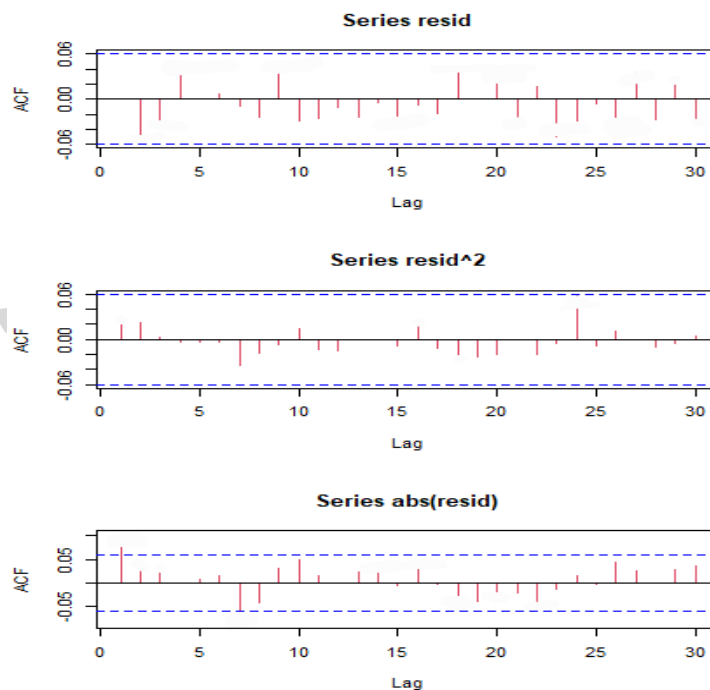 Series resid
ACF
0.06
0.00
-0.06
0 5 10 15 20 25 30
Lag
Series resid^2
ACF
0.06
0.00
-0.06
0 5 10 15 20 25 30
Lag
Series abs(resid)
ACF
0.05
-0.05
0 5 10 15 20 25 30
Lag